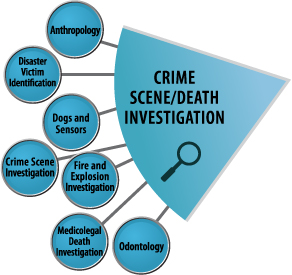 Anthropology
Disaster
Victim
Identification
Dogs and
Sensors
Crime Scene
Investigation
Fire and
Explosion
Investigation
Medicolegal
Death
Investigation
Odontology
CRIME
SCENE/DEATH
INVESTIGATION